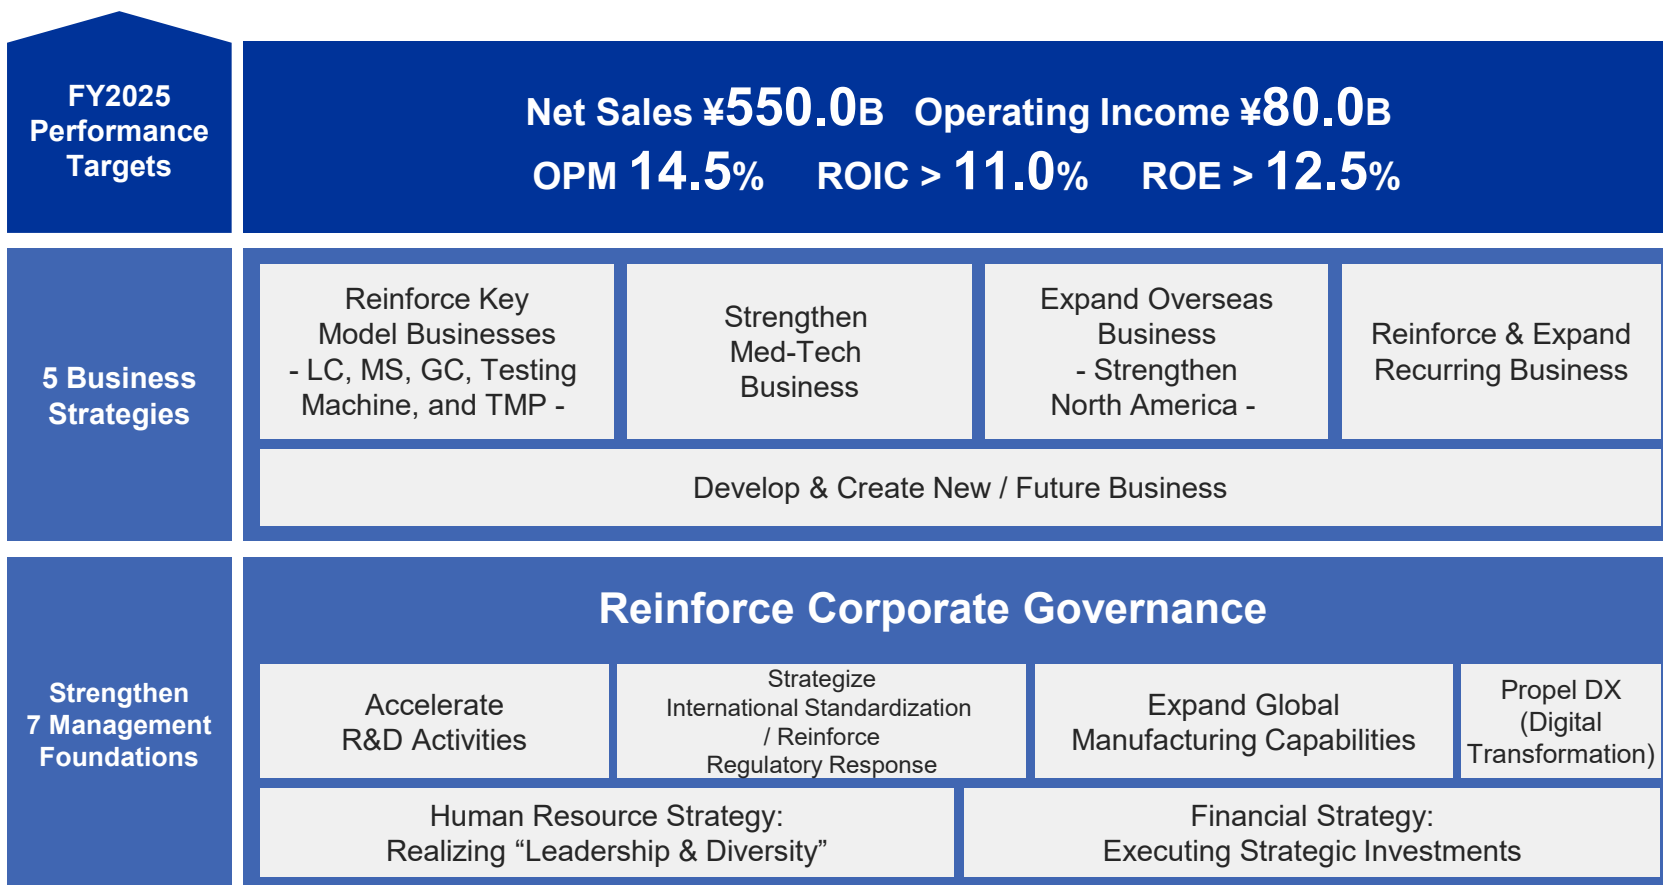 FY2025
Performance
Targets
Net Sales ¥550.0B Operating Income ¥80.0B
OPM 14.5% ROIC > 11.0% ROE > 12.5%
5 Business
Strategies
Reinforce Key
Model Businesses
- LC, MS, GC, Testing
Machine, and TMP -
Strengthen
Med-Tech
Business
Expand Overseas
Business
- Strengthen
North America -
Reinforce & Expand
Recurring Business
Develop & Create New / Future Business
Strengthen
7 Management
Foundations
Reinforce Corporate Governance
Accelerate
R&D Activities
Strategize
International Standardization
/ Reinforce
Regulatory Response
Expand Global
Manufacturing Capabilities
Propel DX
(Digital
Transformation)
Human Resource Strategy:
Realizing “Leadership & Diversity”
Financial Strategy:
Executing Strategic Investments